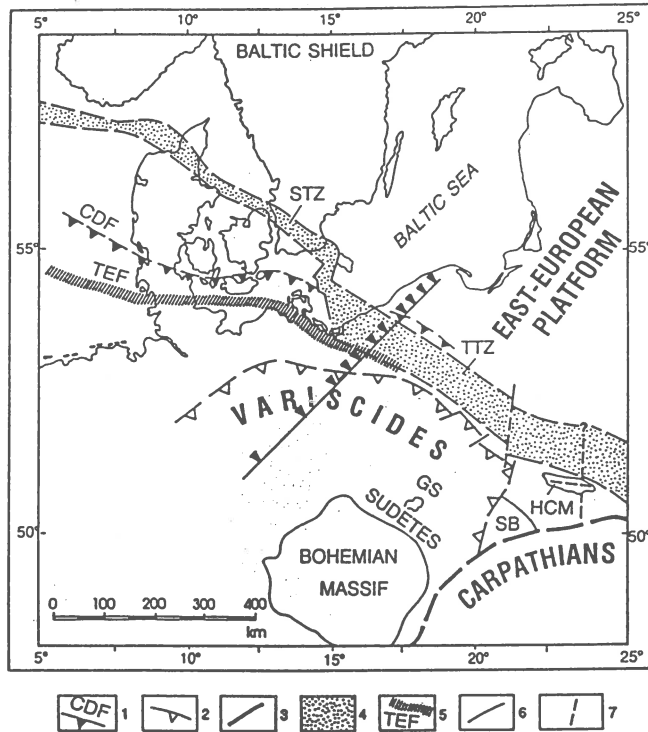 5° 10° 15° 20° 25°
BALTIC SHIELD
STZ
BALTIC SEA
CDF
55° 55°
TEF
EAST-EUROPEAN
PLATFORM
TTZ
VARISCIDES
GS
SUDETES
HCM
SB
50° 50°
BOHEMIAN
MASSIF
CARPATHIANS
0 100 200 300 400
km
5° 10° 15° 20° 25°
CDF 1 2 3 4 TEF 5 6 7